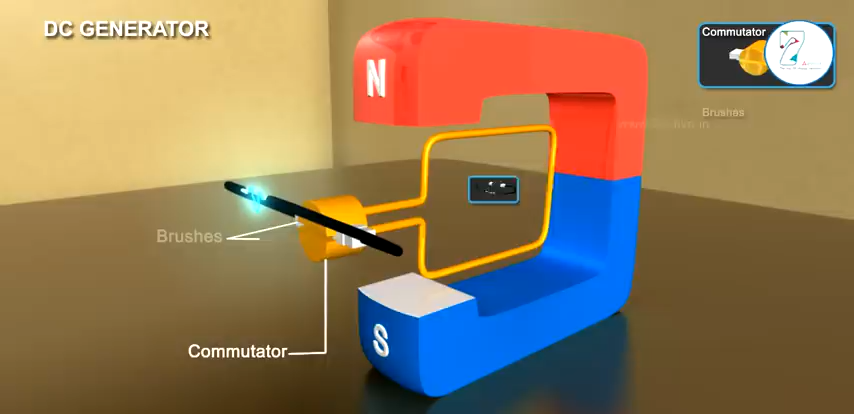 DC GENERATOR
Commutator
Brushes
N
Brushes
Commutator
S